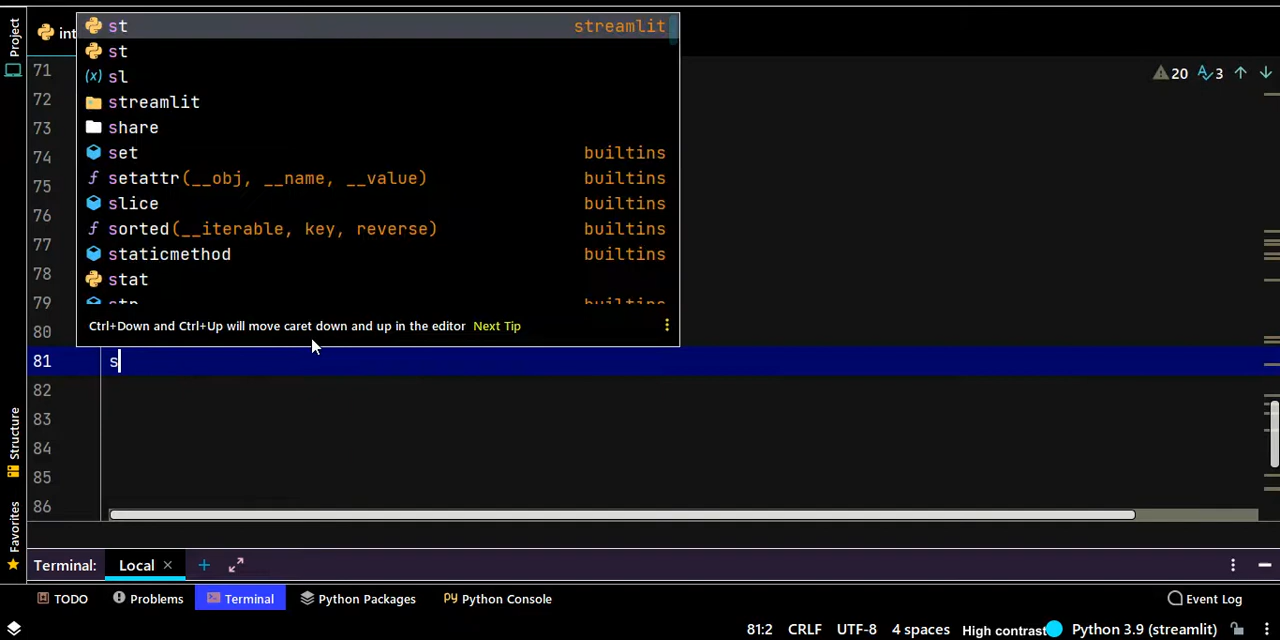 Project
int
st streamlit
st
sl
streamlit
share
set builtins
setattr(__obj, __name, __value) builtins
slice builtins
sorted(__iterable, key, reverse) builtins
staticmethod builtins
stat
str builtins
Ctrl+Down and Ctrl+Up will move caret down and up in the editor Next Tip
20 3
71
72
73
74
75
76
77
78
79
80
81 s
82
83
84
85
86
Structure
Favorites
Terminal: Local
TODO Problems Terminal Python Packages Python Console Event Log
81:2 CRLF UTF-8 4 spaces High contrast Python 3.9 (streamlit)